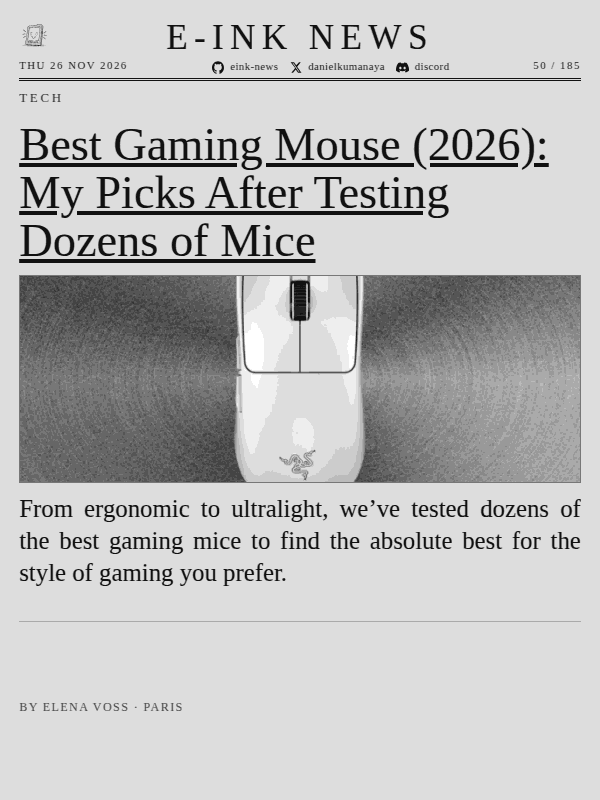 E-INK NEWS
THU 26 NOV 2026
eink-news danielkumanaya discord
50 / 185
TECH
Best Gaming Mouse (2026):
My Picks After Testing
Dozens of Mice
From ergonomic to ultralight, we’ve tested dozens of
the best gaming mice to find the absolute best for the
style of gaming you prefer.
BY ELENA VOSS · PARIS